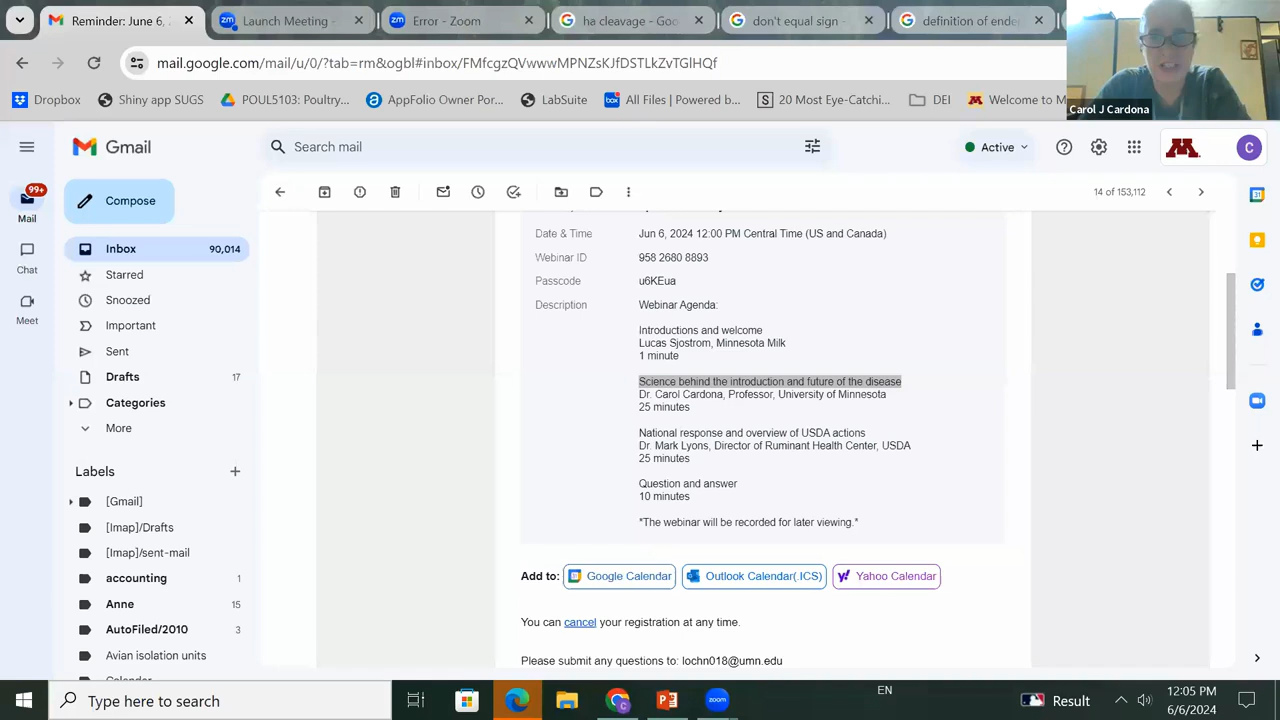 Reminder: June 6,
Launch Meeting -
Error - Zoom
ha cleavage - Goo
don't equal sign -
definition of ende
mail.google.com/mail/u/0/?tab=rm&ogbl#inbox/FMfcgzQVwwwMPNZsKJfDSTLkZvTGlHQf
Dropbox
Shiny app SUGS
POUL5103: Poultry...
AppFolio Owner Por...
LabSuite
All Files | Powered b...
20 Most Eye-Catchi...
DEI
Welcome to M
Carol J Cardona
Gmail
Search mail
Active
M
C
99+
Mail
Chat
Meet
Compose
Inbox 90,014
Starred
Snoozed
Important
Sent
Drafts 17
Categories
More
Labels
[Gmail]
[Imap]/Drafts
[Imap]/sent-mail
accounting 1
Anne 15
AutoFiled/2010 3
Avian isolation units
14 of 153,112
Date & Time Jun 6, 2024 12:00 PM Central Time (US and Canada)
Webinar ID 958 2680 8893
Passcode u6KEua
Description Webinar Agenda:
Introductions and welcome
Lucas Sjostrom, Minnesota Milk
1 minute
Science behind the introduction and future of the disease
Dr. Carol Cardona, Professor, University of Minnesota
25 minutes
National response and overview of USDA actions
Dr. Mark Lyons, Director of Ruminant Health Center, USDA
25 minutes
Question and answer
10 minutes
*The webinar will be recorded for later viewing.*
Add to: Google Calendar Outlook Calendar(.ICS) Yahoo Calendar
You can cancel your registration at any time.
Please submit any questions to: lochn018@umn.edu
Type here to search
EN
Result
12:05 PM
6/6/2024